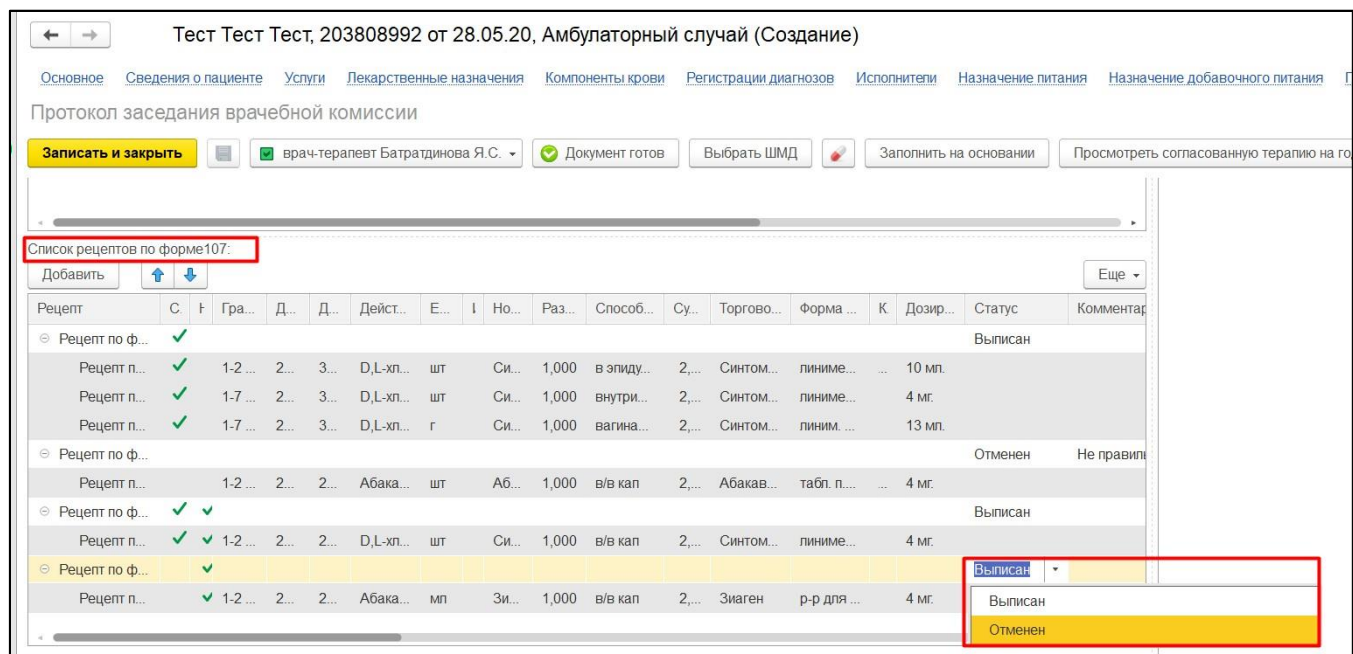 Тест Тест Тест, 203808992 от 28.05.20, Амбулаторный случай (Создание)
Основное Сведения о пациенте Услуги Лекарственные назначения Компоненты крови Регистрации диагнозов Исполнители Назначение питания Назначение добавочного питания
Протокол заседания врачебной комиссии
Записать и закрыть врач-терапевт Батратдинова Я.С. Документ готов Выбрать ШМД Заполнить на основании Просмотреть согласованную терапию на го
Список рецептов по форме107:
Добавить Еще
Рецепт С. Н Гра... Д... Д... Дейст... Е... Но... Раз... Способ... Су... Торгово... Форма ... К. Дозир... Статус Комментар
Рецепт по ф... Выписан
Рецепт п... 1-2 ... 2... 3... D,L-хл... шт Си... 1,000 в эпиду... 2,... Синтом... линиме... ... 10 мл.
Рецепт п... 1-7 ... 2... 3... D,L-хл... шт Си... 1,000 внутри... 2,... Синтом... линиме... 4 мг.
Рецепт п... 1-7 ... 2... 3... D,L-хл... г Си... 1,000 вагина... 2,... Синтом... линим. ... 13 мл.
Рецепт по ф... Отменен Не правиль
Рецепт п... 1-2 ... 2... 2... Абака... шт Аб... 1,000 в/в кап 2,... Абакав... табл. п.... ... 4 мг.
Рецепт по ф... Выписан
Рецепт п... 1-2 ... 2... 2... D,L-хл... шт Си... 1,000 в/в кап 2,... Синтом... линиме... 4 мг.
Рецепт по ф... Выписан
Рецепт п... 1-2 ... 2... 2... Абака... мл Зи... 1,000 в/в кап 2,... Зиаген р-р для ... 4 мг.
Выписан
Отменен